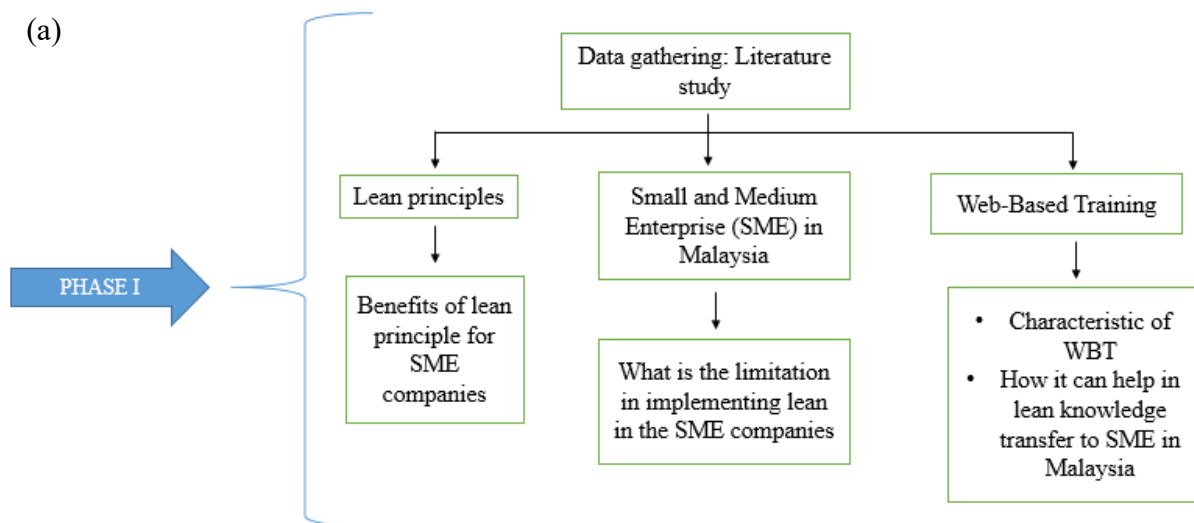 (a)
Data gathering: Literature
study
Lean principles
Small and Medium
Enterprise (SME) in
Malaysia
Web-Based Training
PHASE I
Benefits of lean
principle for
SME
companies
What is the limitation
in implementing lean
in the SME companies
• Characteristic of
WBT
• How it can help in
lean knowledge
transfer to SME in
Malaysia